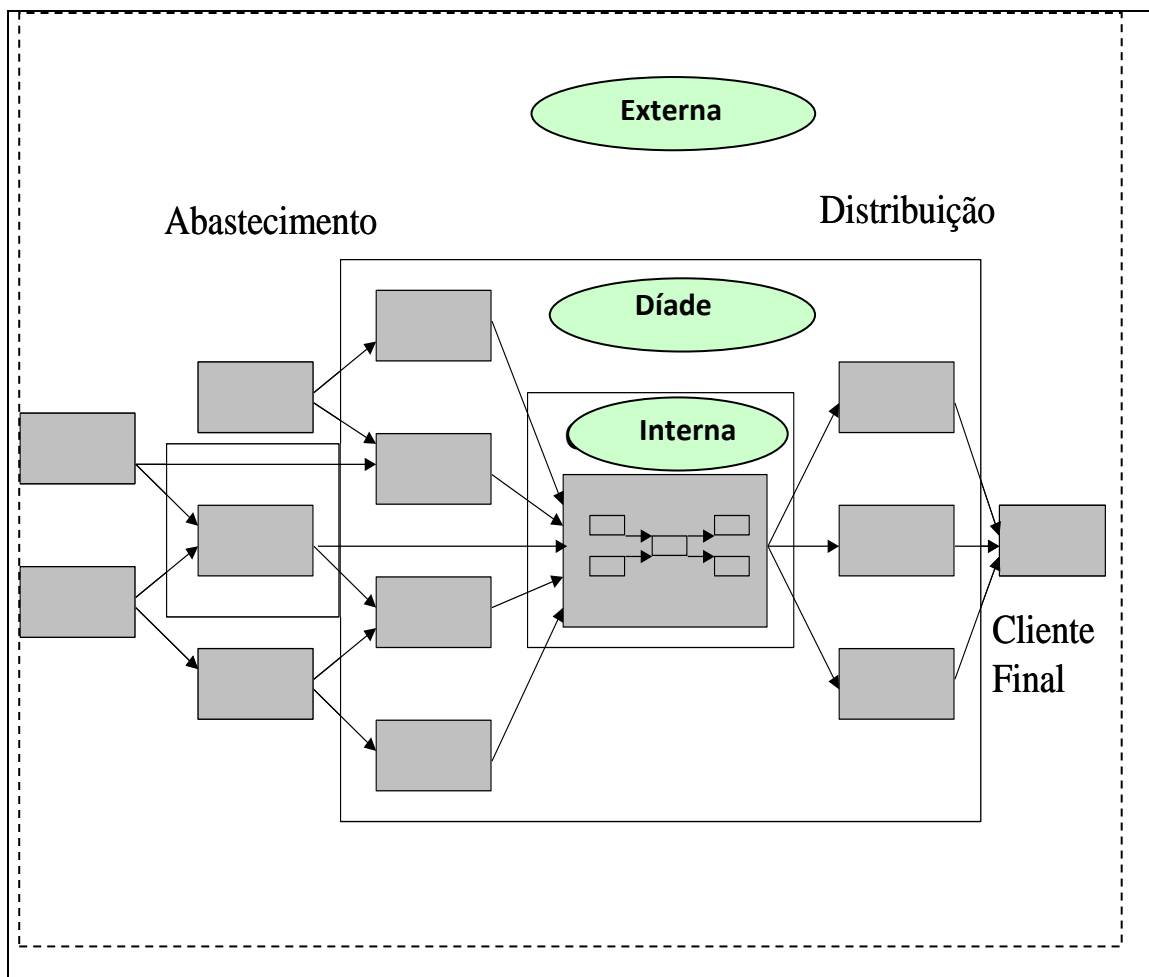 Externa
Abastecimento
Distribuição
Díade
Interna
Cliente
Final